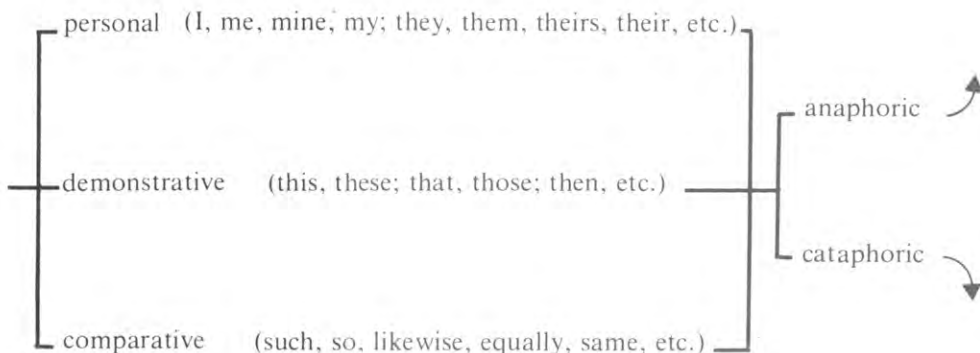 personal (I, me, mine, my; they, them, theirs, their, etc.)
anaphoric
demonstrative (this, these; that, those; then, etc.)
cataphoric
comparative (such, so, likewise, equally, same, etc.)